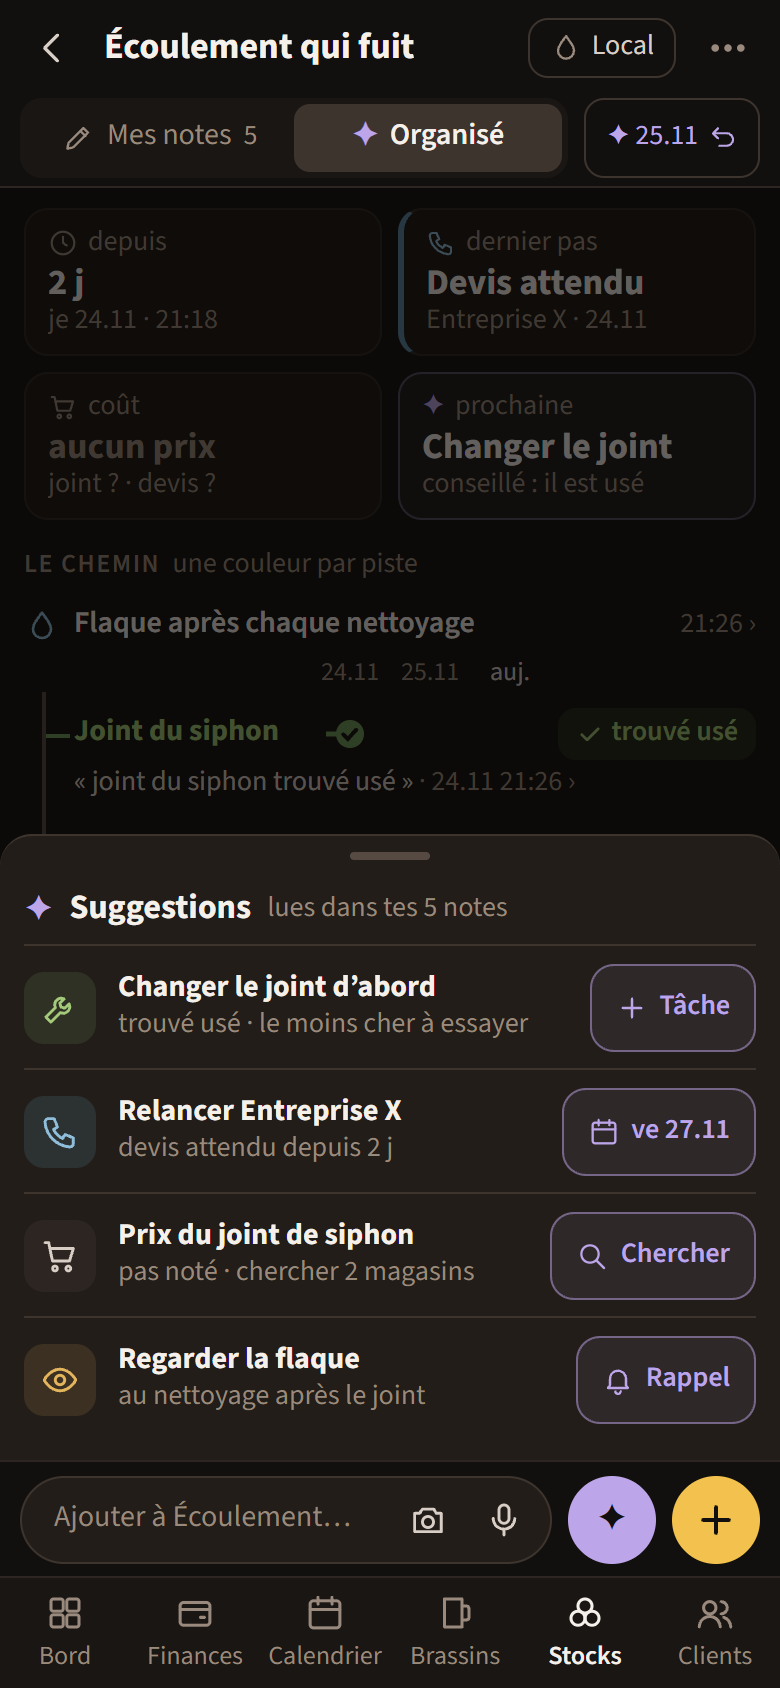 Écoulement qui fuit
Local
Mes notes 5
Organisé
25.11
depuis
2 j
je 24.11 · 21:18
dernier pas
Devis attendu
Entreprise X · 24.11
coût
aucun prix
joint ? · devis ?
prochaine
Changer le joint
conseillé : il est usé
LE CHEMIN une couleur par piste
Flaque après chaque nettoyage 21:26 ›
24.11 25.11 auj.
Joint du siphon
trouvé usé
« joint du siphon trouvé usé » · 24.11 21:26 ›
Suggestions lues dans tes 5 notes
Changer le joint d’abord
trouvé usé · le moins cher à essayer
Tâche
Relancer Entreprise X
devis attendu depuis 2 j
ve 27.11
Prix du joint de siphon
pas noté · chercher 2 magasins
Chercher
Regarder la flaque
au nettoyage après le joint
Rappel
Ajouter à Écoulement…
Bord
Finances
Calendrier
Brassins
Stocks
Clients